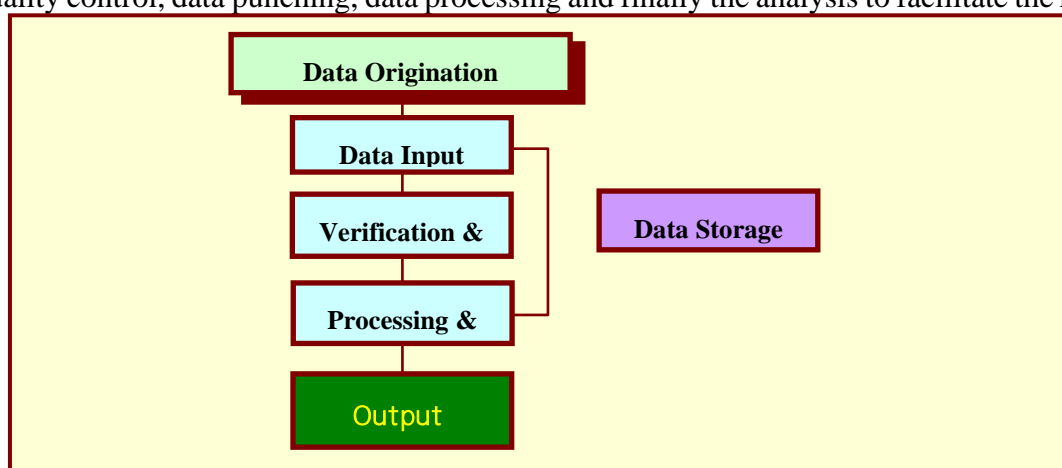 quality control, data punching, data processing and finally the analysis to facilitate the
Data Origination
Data Input
Verification &
Data Storage
Processing &
Output